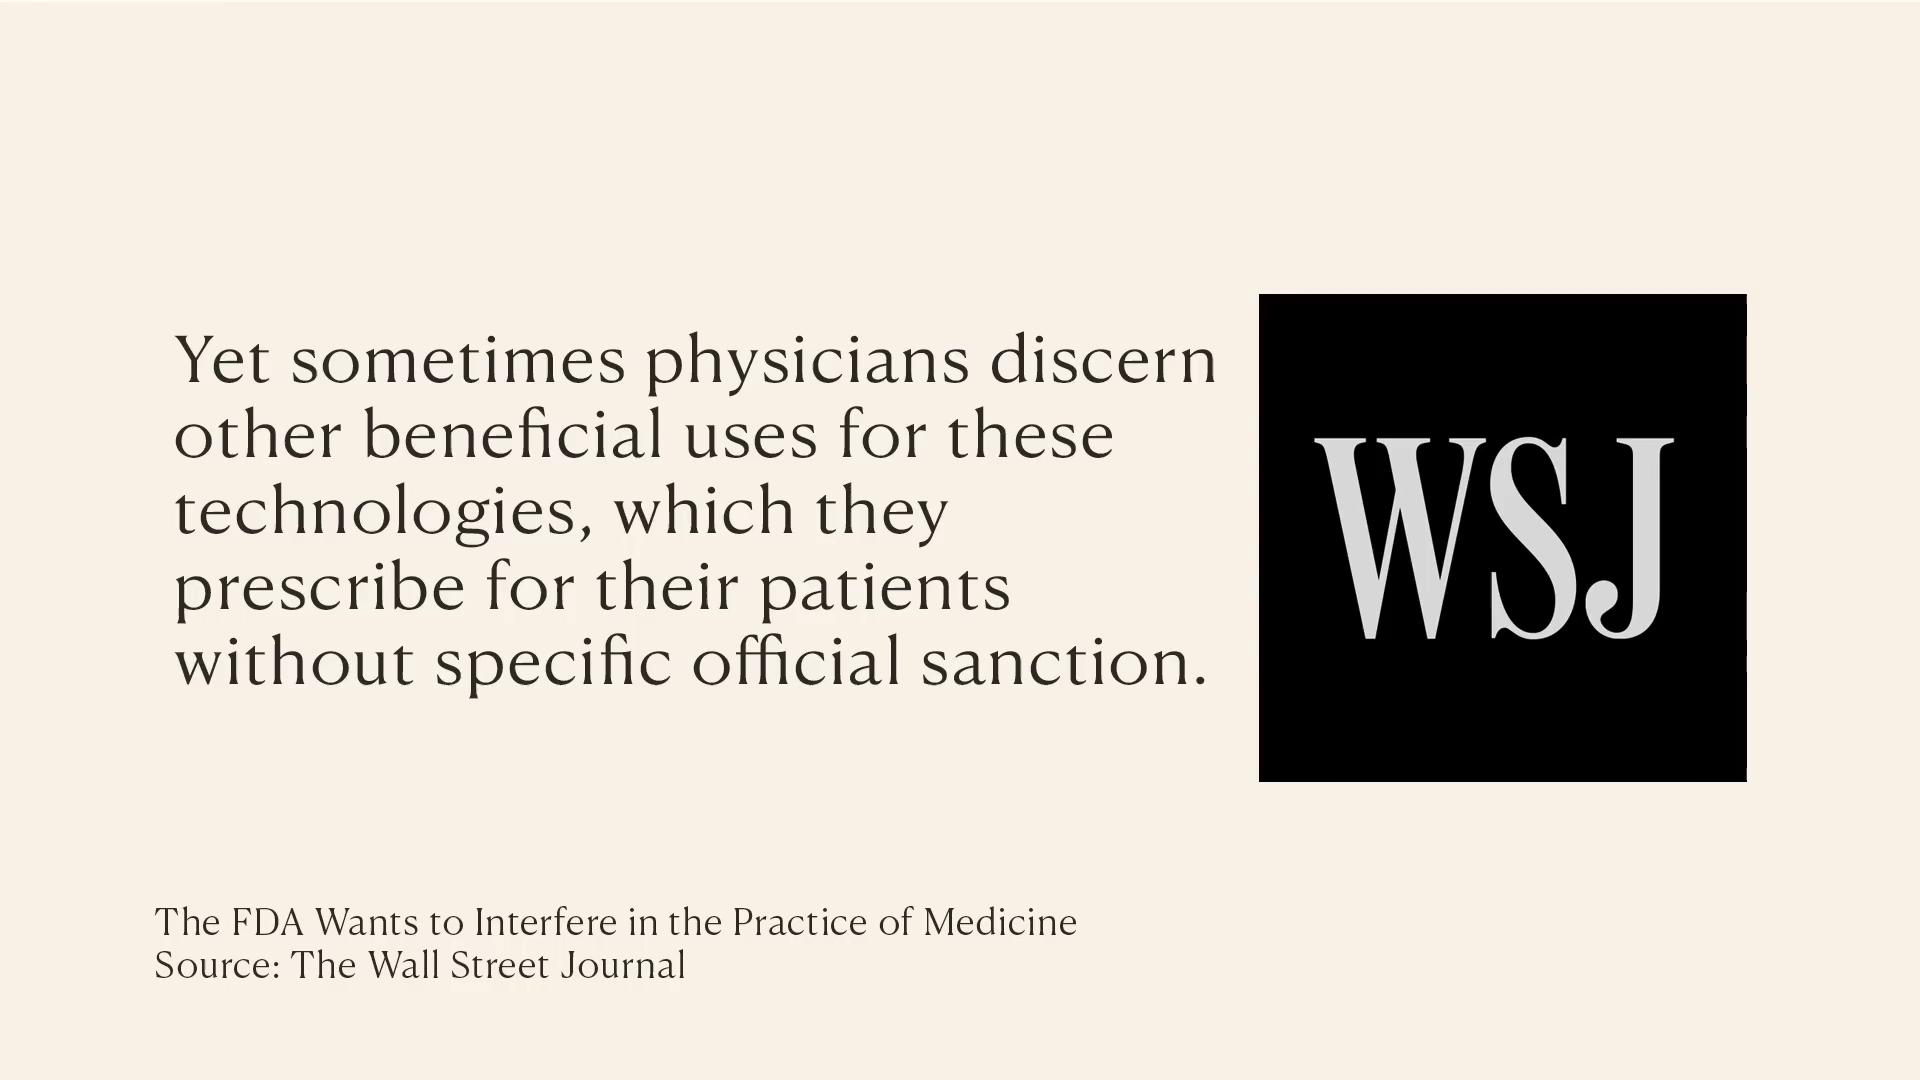 Yet sometimes physicians discern
other beneficial uses for these
technologies, which they
prescribe for their patients
without specific official sanction.
WSJ
The FDA Wants to Interfere in the Practice of Medicine
Source: The Wall Street Journal